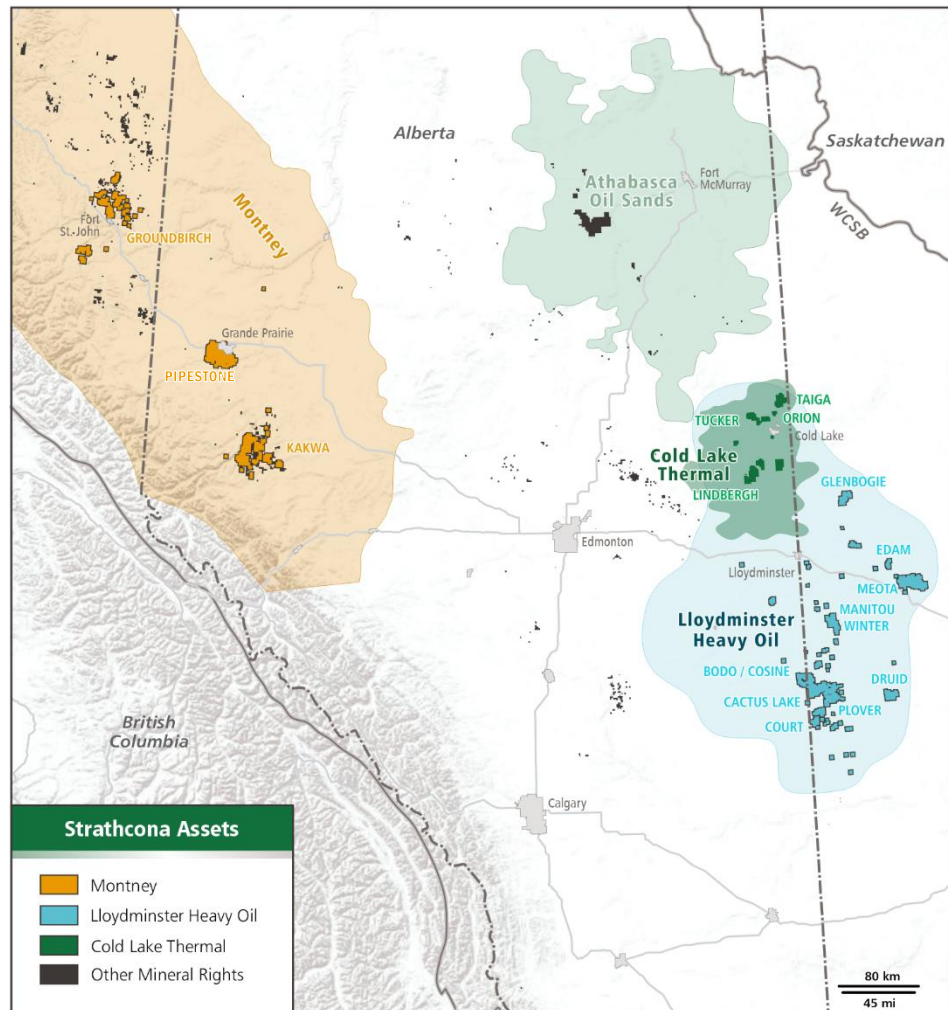 Alberta
Saskatchewan
WCSB
Athabasca
Oil Sands
Fort
McMurray
Montney
Fort
St. John
GROUNDBIRCH
Grande Prairie
PIPESTONE
KAKWA
TAIGA
ORION
TUCKER
Cold Lake
Cold Lake
Thermal
LINDBERGH
GLENBOGIE
Edmonton
EDAM
Lloydminster
MEOTA
MANITOU
WINTER
Lloydminster
Heavy Oil
BODO / COSINE
DRUID
CACTUS LAKE
PLOVER
COURT
British
Columbia
Calgary
Strathcona Assets
Montney
Lloydminster Heavy Oil
Cold Lake Thermal
Other Mineral Rights
80 km
45 mi